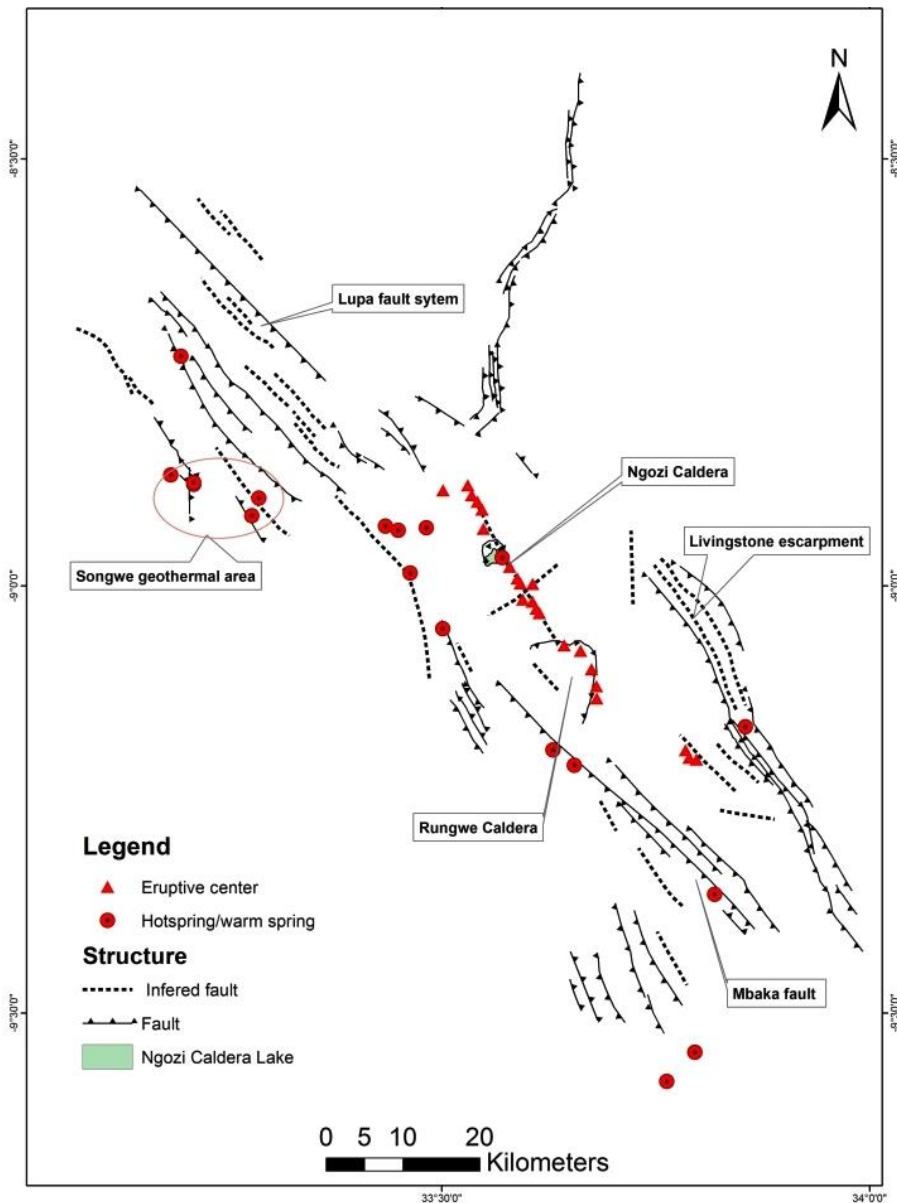 N
-8°30'0"
-8°30'0"
Lupa fault sytem
Ngozi Caldera
Livingstone escarpment
Songwe geothermal area
-9°0'0"
-9°0'0"
Rungwe Caldera
Legend
Eruptive center
Hotspring/warm spring
Structure
Infered fault
Fault
Ngozi Caldera Lake
Mbaka fault
-9°30'0"
-9°30'0"
0 5 10 20
Kilometers
33°30'0"
34°0'0"